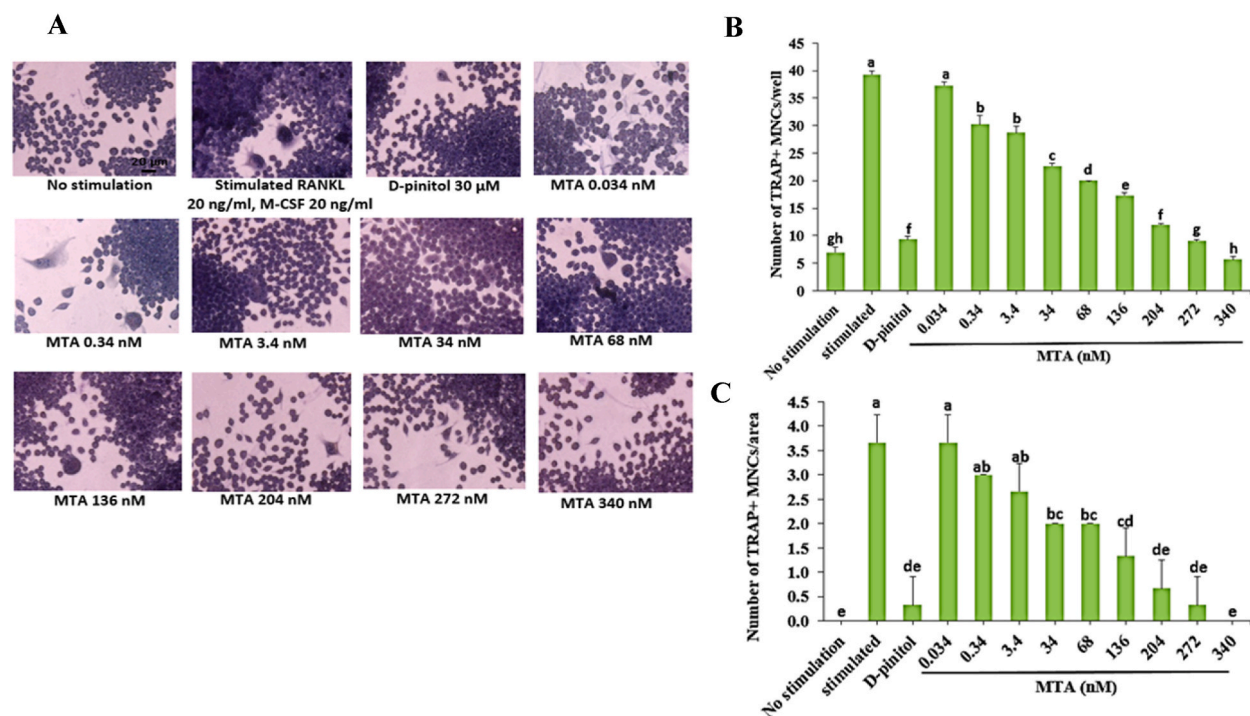 A
20 µm
No stimulation
Stimulated RANKL
20 ng/ml, M-CSF 20 ng/ml
D-pinitol 30 µM
MTA 0.034 nM
MTA 0.34 nM
MTA 3.4 nM
MTA 34 nM
MTA 68 nM
MTA 136 nM
MTA 204 nM
MTA 272 nM
MTA 340 nM
B
Number of TRAP+ MNCs/well
45
40
35
30
25
20
15
10
5
0
gh
a
f
a
b
b
c
d
e
f
g
h
No stimulation
stimulated
D-pinitol
0.034
0.34
3.4
34
68
136
204
272
340
MTA (nM)
C
Number of TRAP+ MNCs/area
4.5
4.0
3.5
3.0
2.5
2.0
1.5
1.0
0.5
0.0
e
a
de
a
ab
ab
bc
bc
cd
de
de
e
No stimulation
stimulated
D-pinitol
0.034
0.34
3.4
34
68
136
204
272
340
MTA (nM)